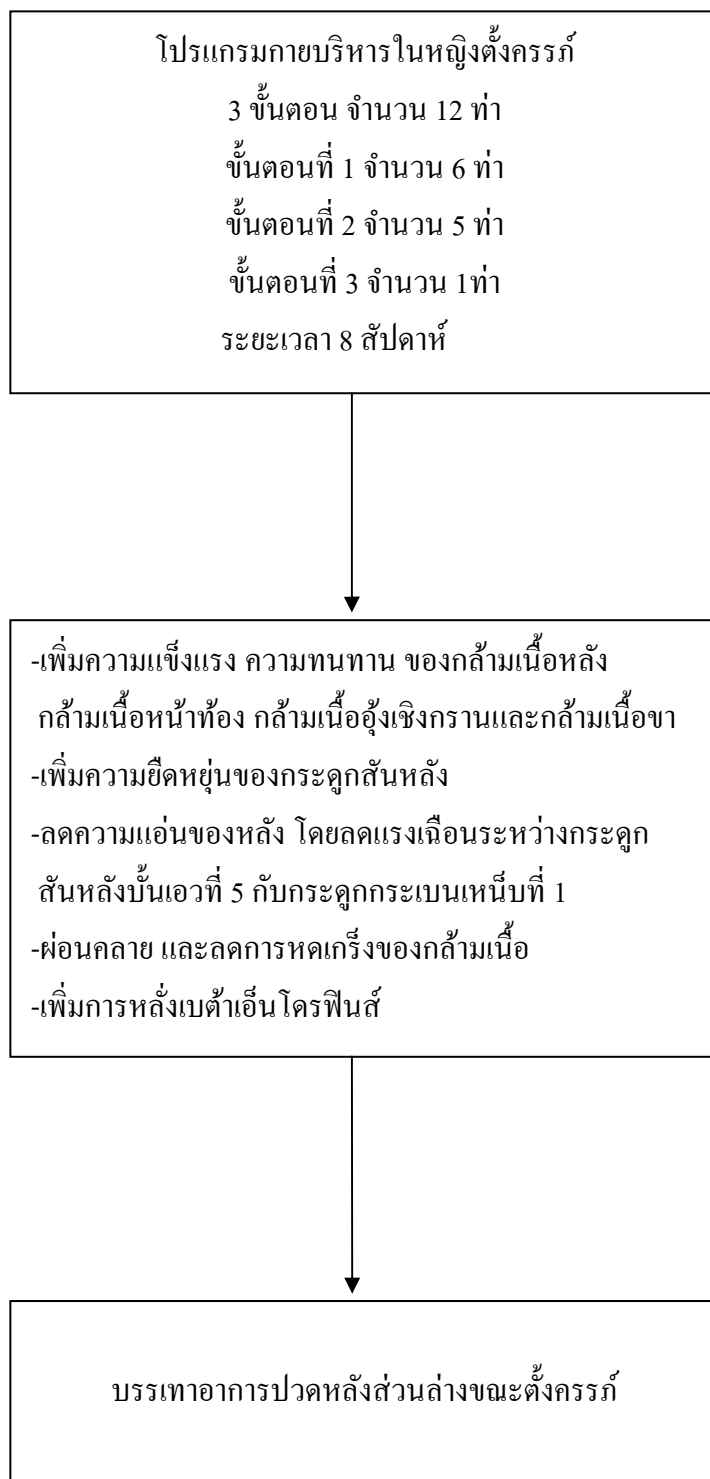 โปรแกรมกายบริหารในหญิงตั้งครรภ์
3 ขั้นตอน จำนวน 12 ท่า
ขั้นตอนที่ 1 จำนวน 6 ท่า
ขั้นตอนที่ 2 จำนวน 5 ท่า
ขั้นตอนที่ 3 จำนวน 1ท่า
ระยะเวลา 8 สัปดาห์
-เพิ่มความแข็งแรง ความทนทาน ของกล้ามเนื้อหลัง
กล้ามเนื้อหน้าท้อง กล้ามเนื้ออุ้งเชิงกรานและกล้ามเนื้อขา
-เพิ่มความยืดหยุ่นของกระดูกสันหลัง
-ลดความแอ่นของหลัง โดยลดแรงเฉือนระหว่างกระดูก
สันหลังบั้นเอวที่ 5 กับกระดูกกระเบนเหน็บที่ 1
-ผ่อนคลาย และลดการหดเกร็งของกล้ามเนื้อ
-เพิ่มการหลั่งเบต้าเอ็นโดรฟินส์
บรรเทาอาการปวดหลังส่วนล่างขณะตั้งครรภ์